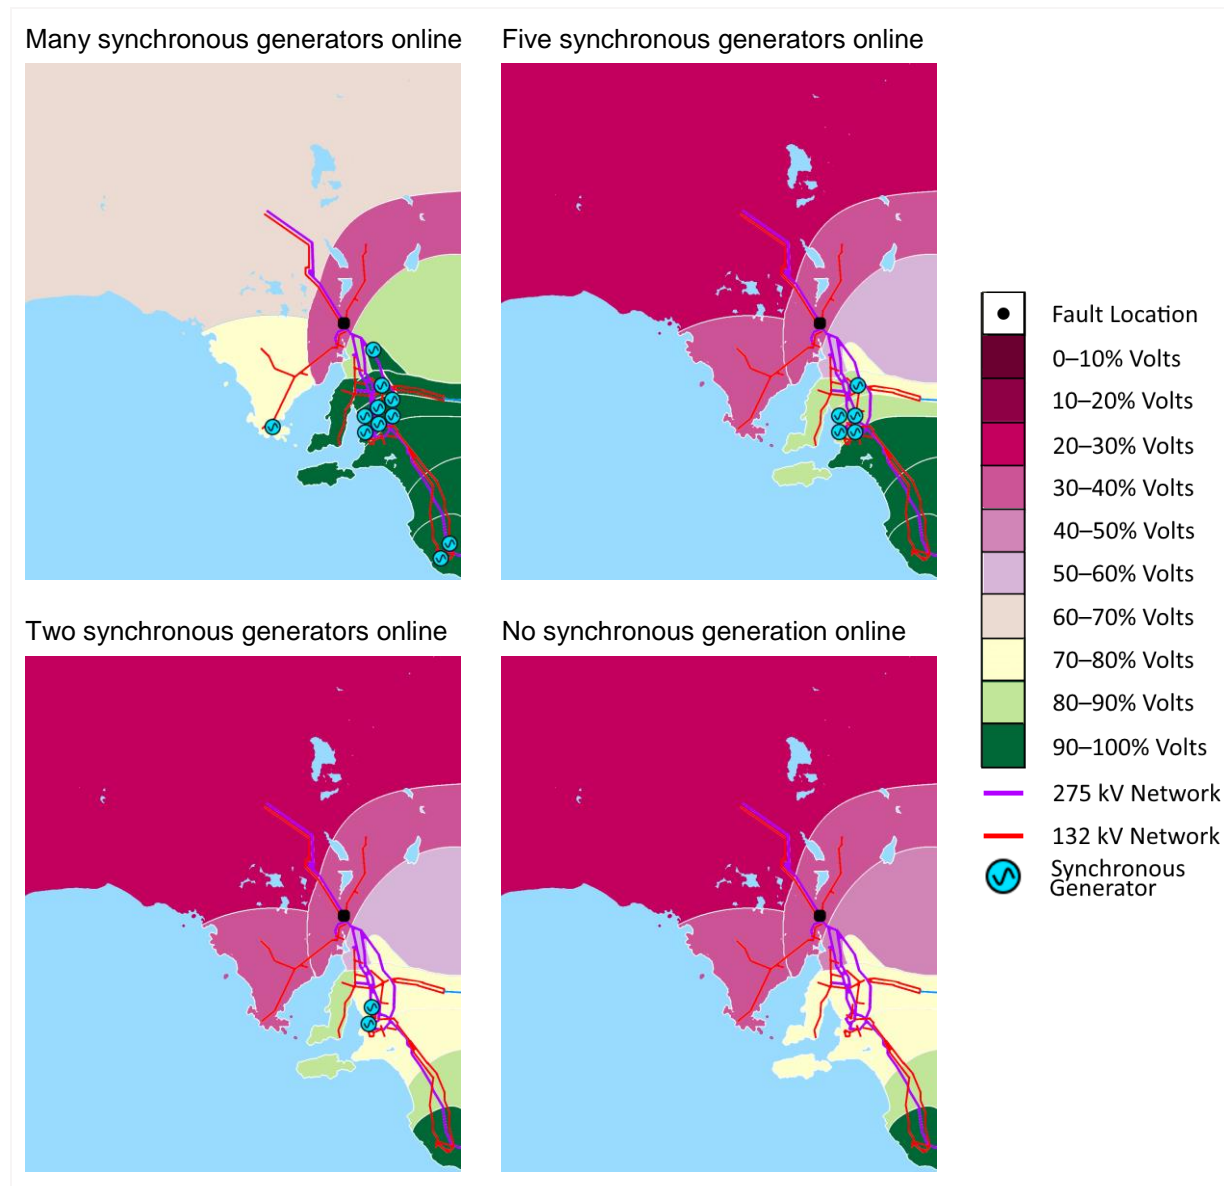 Many synchronous generators online
Five synchronous generators online
Two synchronous generators online
No synchronous generation online
Fault Location
0–10% Volts
10–20% Volts
20–30% Volts
30–40% Volts
40–50% Volts
50–60% Volts
60–70% Volts
70–80% Volts
80–90% Volts
90–100% Volts
275 kV Network
132 kV Network
Synchronous
Generator